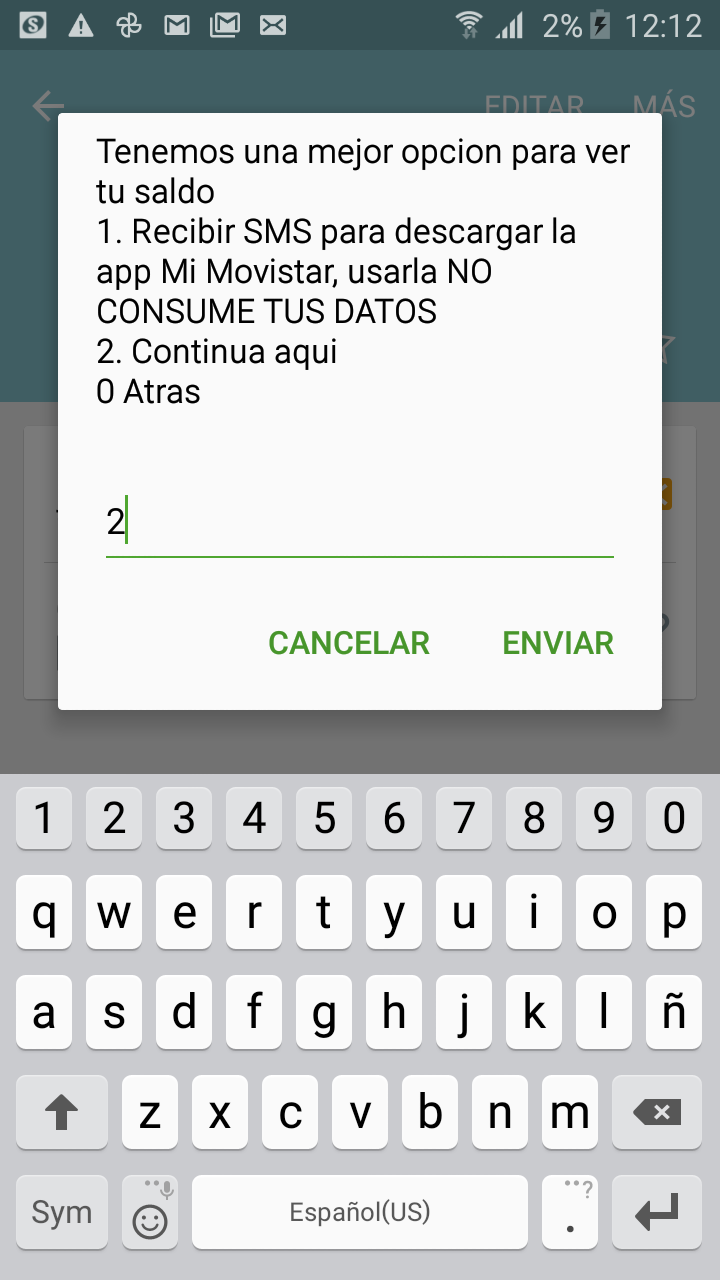 2% 12:12
EDITAR MÁS
Tenemos una mejor opcion para ver
tu saldo
1. Recibir SMS para descargar la
app Mi Movistar, usarla NO
CONSUME TUS DATOS
2. Continua aqui
0 Atras
2
CANCELAR ENVIAR
1 2 3 4 5 6 7 8 9 0
q w e r t y u i o p
a s d f g h j k l ñ
z x c v b n m
Sym Español(US) . ?